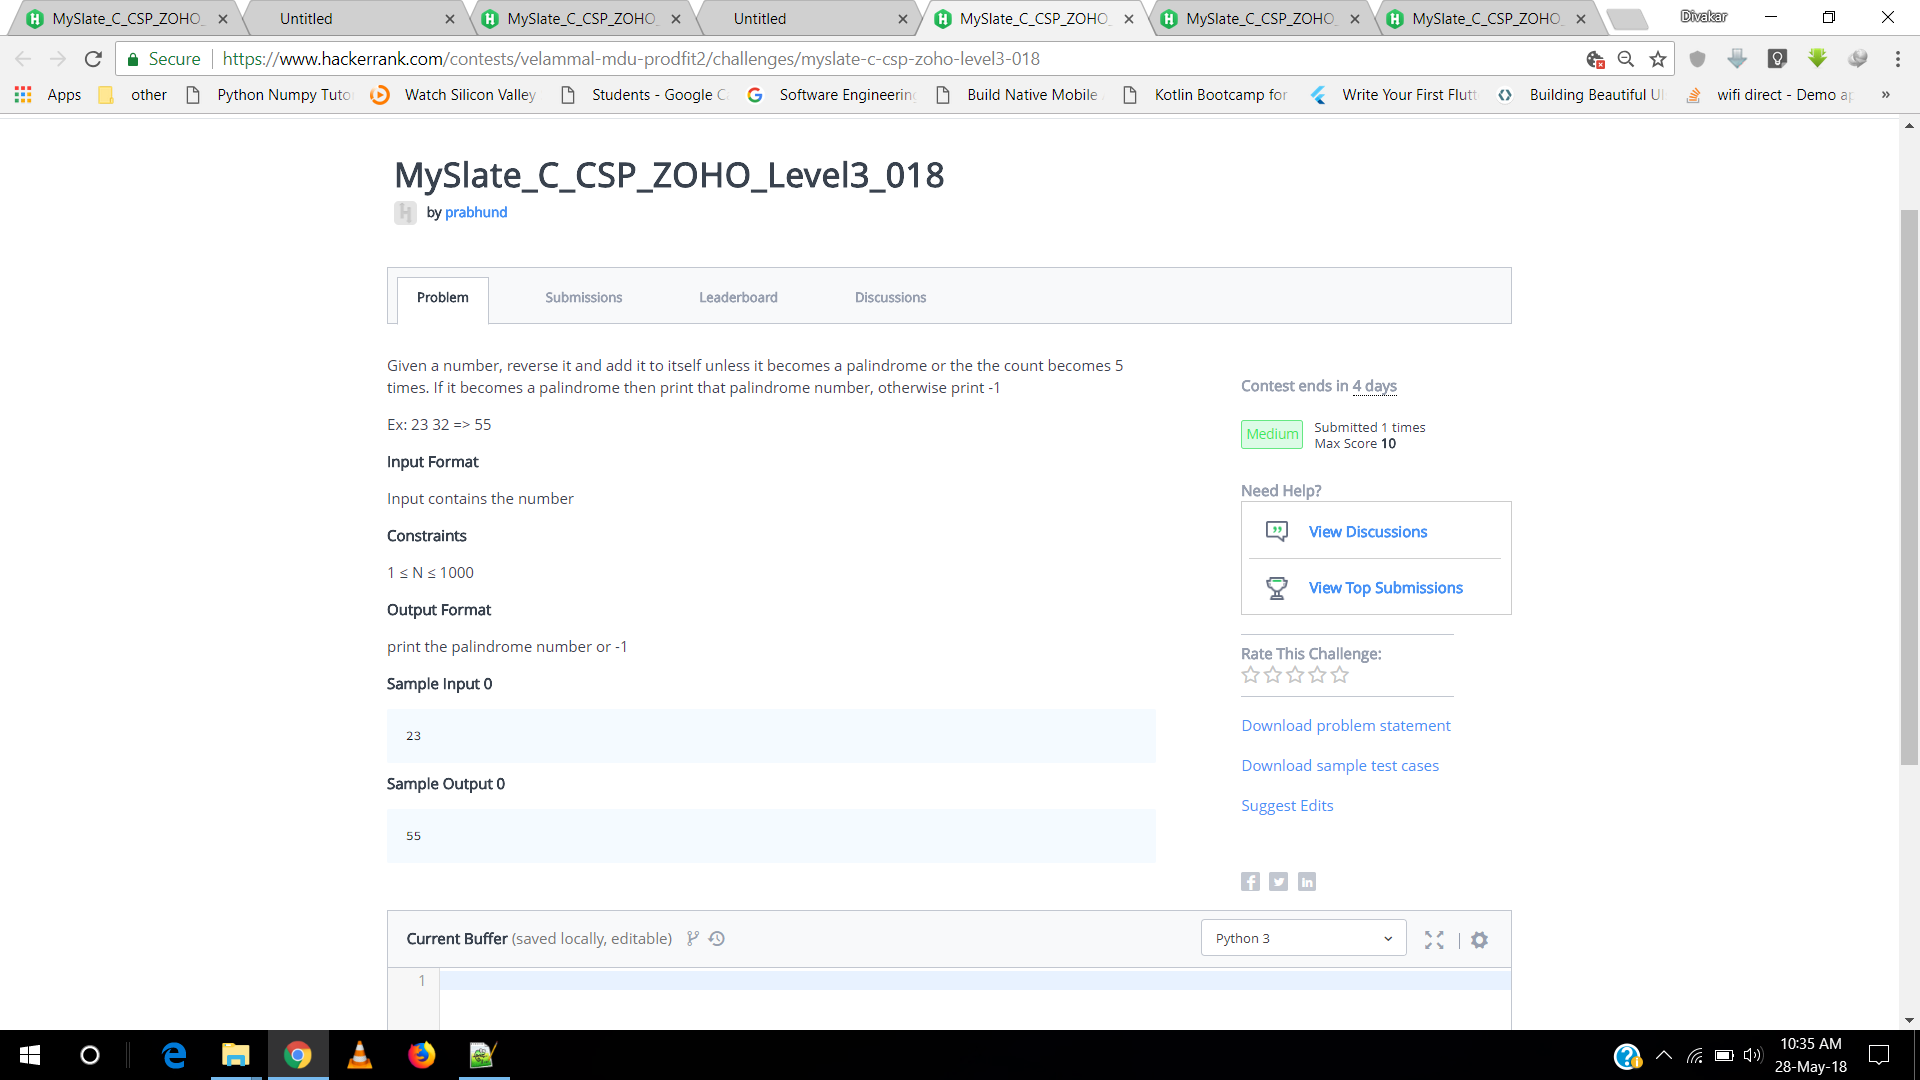 MySlate_C_CSP_ZOHO_
Untitled
MySlate_C_CSP_ZOHO_
Untitled
MySlate_C_CSP_ZOHO_
MySlate_C_CSP_ZOHO_
MySlate_C_CSP_ZOHO_
Divakar
Secure
https://www.hackerrank.com/contests/velammal-mdu-prodfit2/challenges/myslate-c-csp-zoho-level3-018
Apps
other
Python Numpy Tuto
Watch Silicon Valley
Students - Google C
Software Engineering
Build Native Mobile
Kotlin Bootcamp for
Write Your First Flutt
Building Beautiful UI
wifi direct - Demo ap
»
MySlate_C_CSP_ZOHO_Level3_018
by prabhund
Problem
Submissions
Leaderboard
Discussions
Given a number, reverse it and add it to itself unless it becomes a palindrome or the the count becomes 5
times. If it becomes a palindrome then print that palindrome number, otherwise print -1
Ex: 23 32 => 55
Input Format
Input contains the number
Constraints
1 ≤ N ≤ 1000
Output Format
print the palindrome number or -1
Sample Input 0
23
Sample Output 0
55
Contest ends in 4 days
Medium
Submitted 1 times
Max Score 10
Need Help?
View Discussions
View Top Submissions
Rate This Challenge:
Download problem statement
Download sample test cases
Suggest Edits
Current Buffer (saved locally, editable)
Python 3
1
10:35 AM
28-May-18